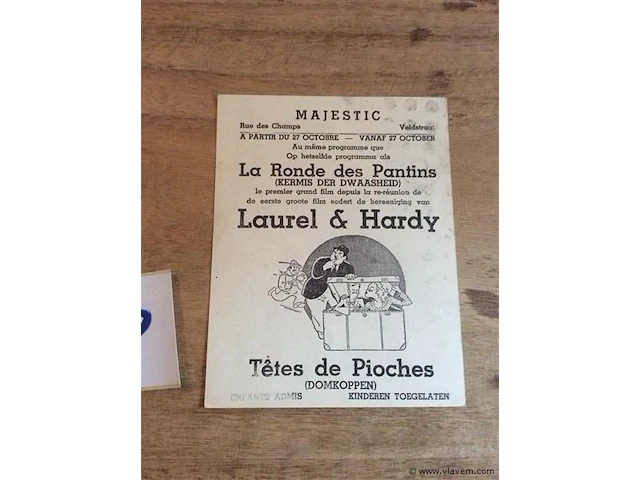 MAJESTIC
Rue des Champs Veldstraat
A PARTIR DU 27 OCTOBRE — VANAF 27 OCTOBER
Au même programme que
Op hetzelfde programma als
La Ronde des Pantins
(KERMIS DER DWAASHEID)
le premier grand film depuis la re-réunion de
de eerste groote film sedert de hereeniging van
Laurel & Hardy
Têtes de Pioches
(DOMKOPPEN)
ENFANTS ADMIS KINDEREN TOEGELATEN
© www.vlavem.com